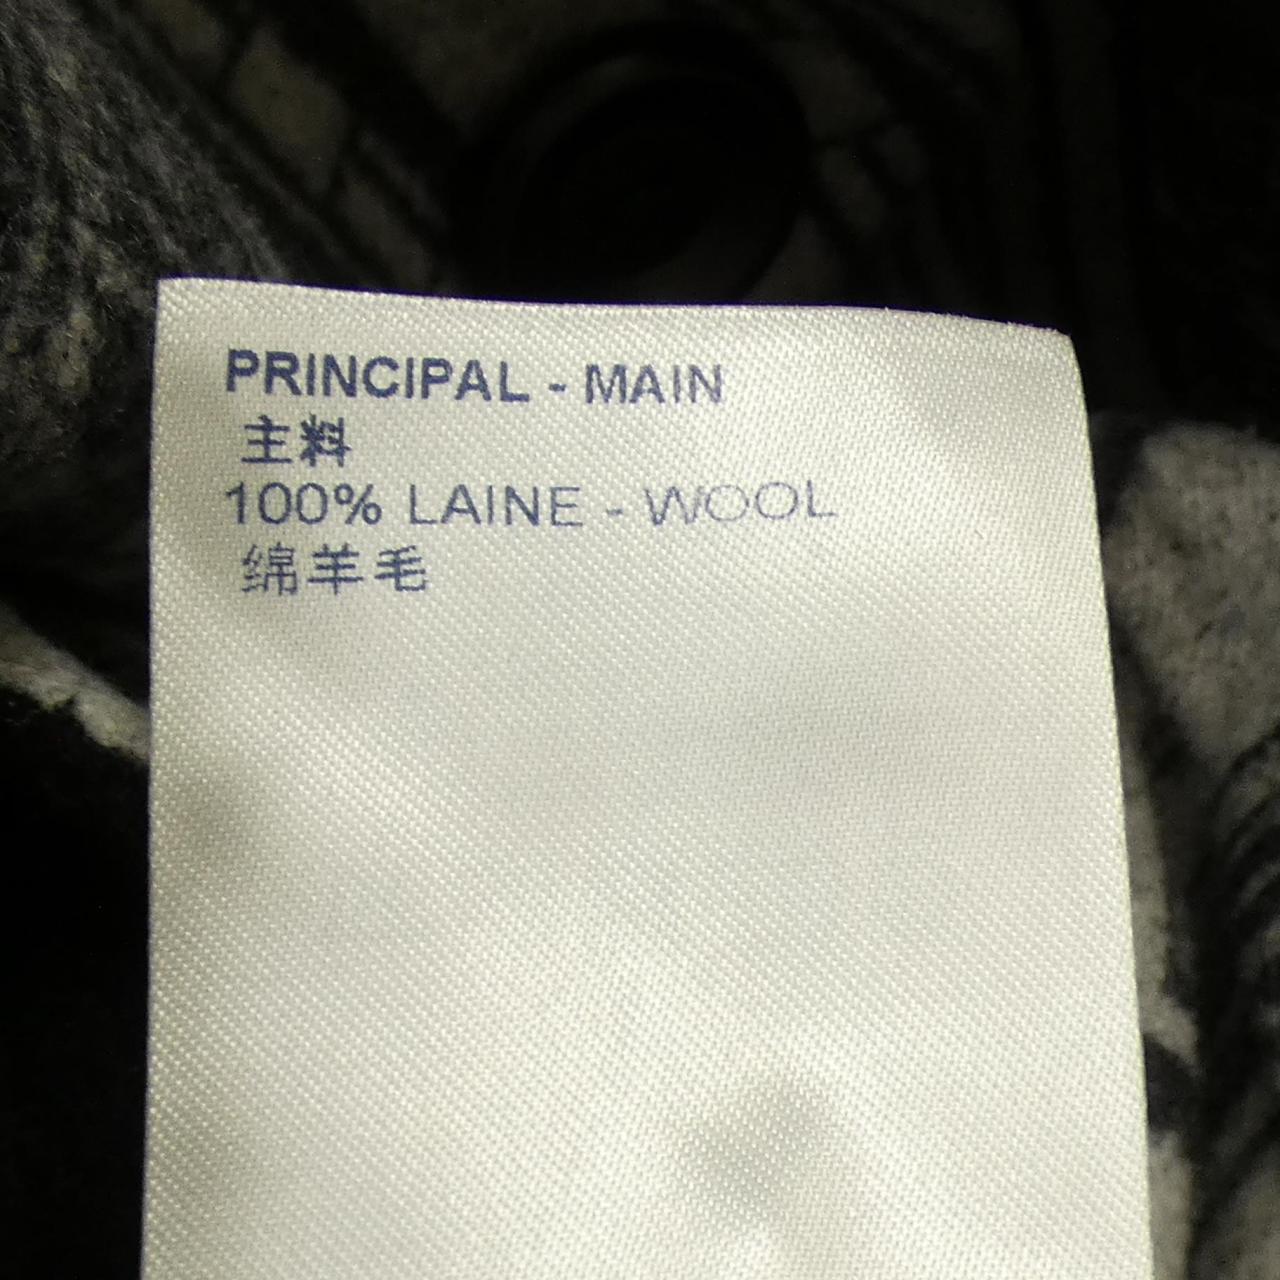 PRINCIPAL - MAIN
主料
100% LAINE - WOOL
绵羊毛